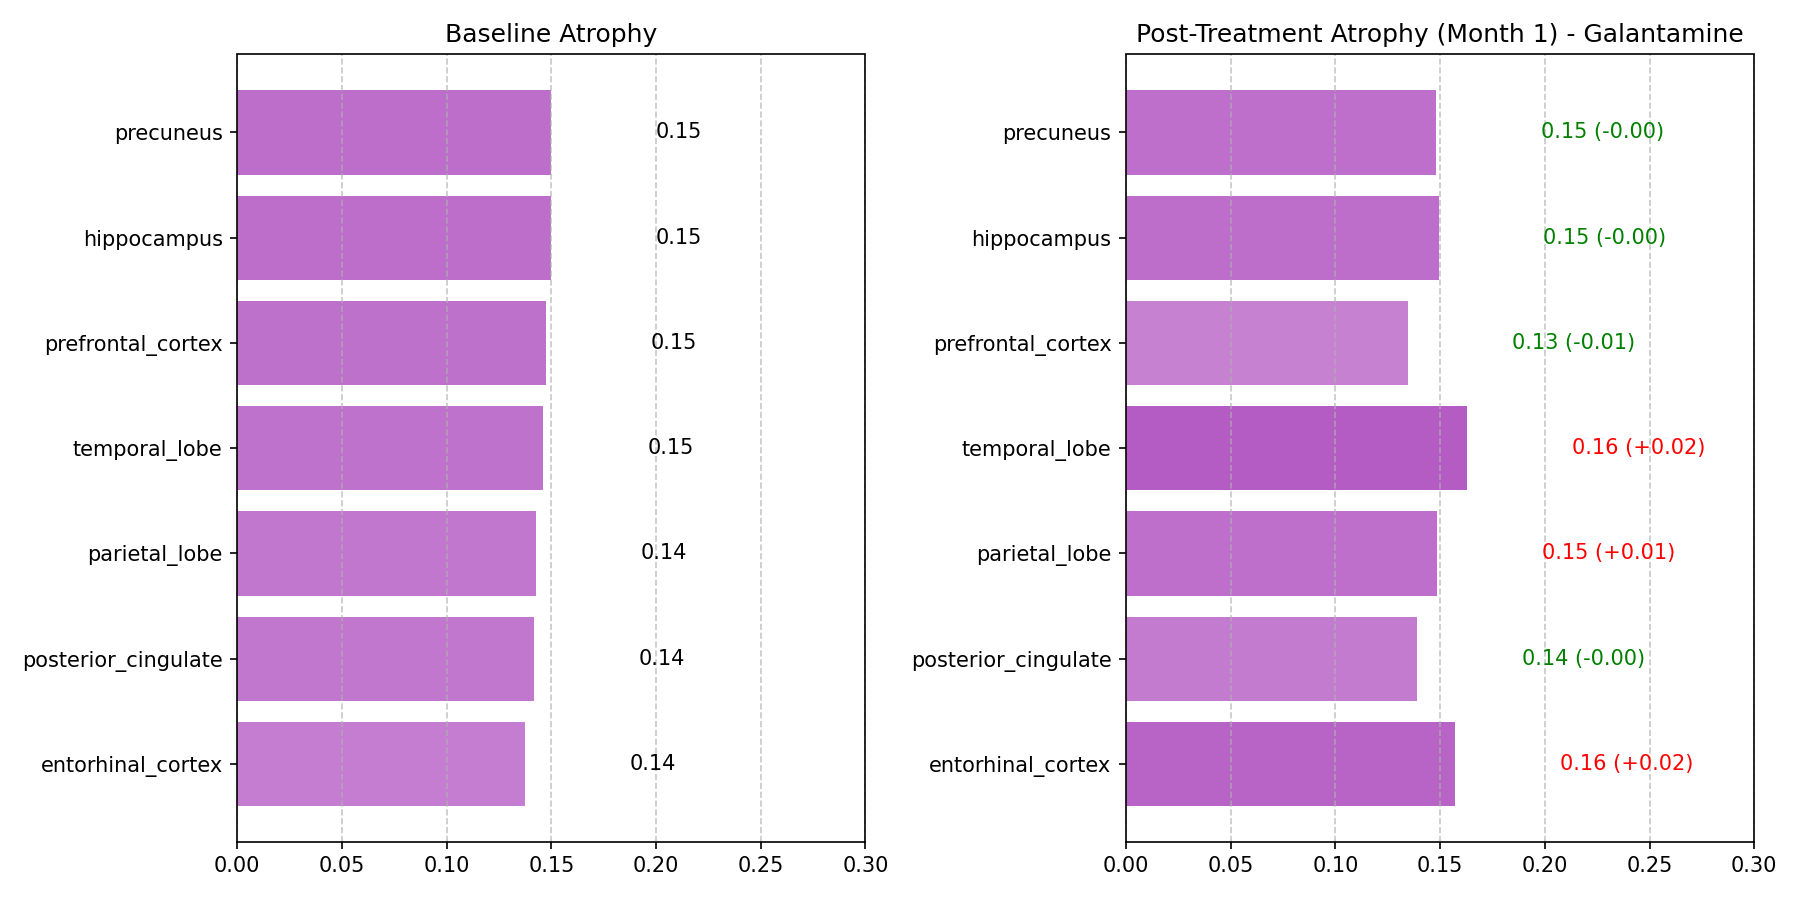 Baseline Atrophy
precuneus 0.15
hippocampus 0.15
prefrontal_cortex 0.15
temporal_lobe 0.15
parietal_lobe 0.14
posterior_cingulate 0.14
entorhinal_cortex 0.14
0.00 0.05 0.10 0.15 0.20 0.25 0.30
Post-Treatment Atrophy (Month 1) - Galantamine
precuneus 0.15 (-0.00)
hippocampus 0.15 (-0.00)
prefrontal_cortex 0.13 (-0.01)
temporal_lobe 0.16 (+0.02)
parietal_lobe 0.15 (+0.01)
posterior_cingulate 0.14 (-0.00)
entorhinal_cortex 0.16 (+0.02)
0.00 0.05 0.10 0.15 0.20 0.25 0.30